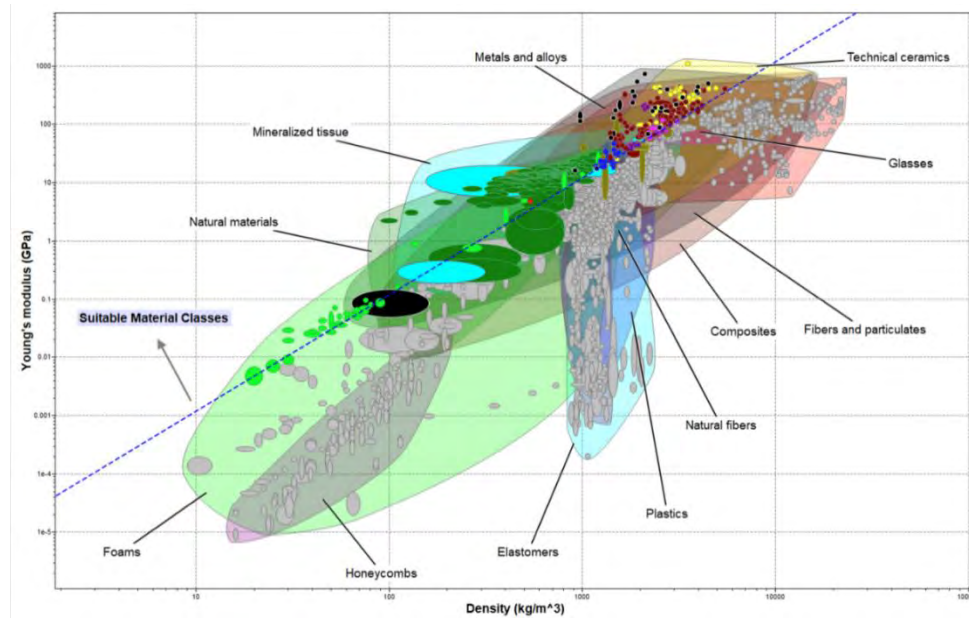 Metals and alloys
Technical ceramics
1000
Mineralized tissue
100
Glasses
10
Natural materials
1
Young's modulus (GPa)
0.1
Suitable Material Classes
Composites
Fibers and particulates
0.01
0.001
Natural fibers
1e-4
Plastics
1e-5
Foams
Honeycombs
Elastomers
10
100
1000
10000
Density (kg/m^3)